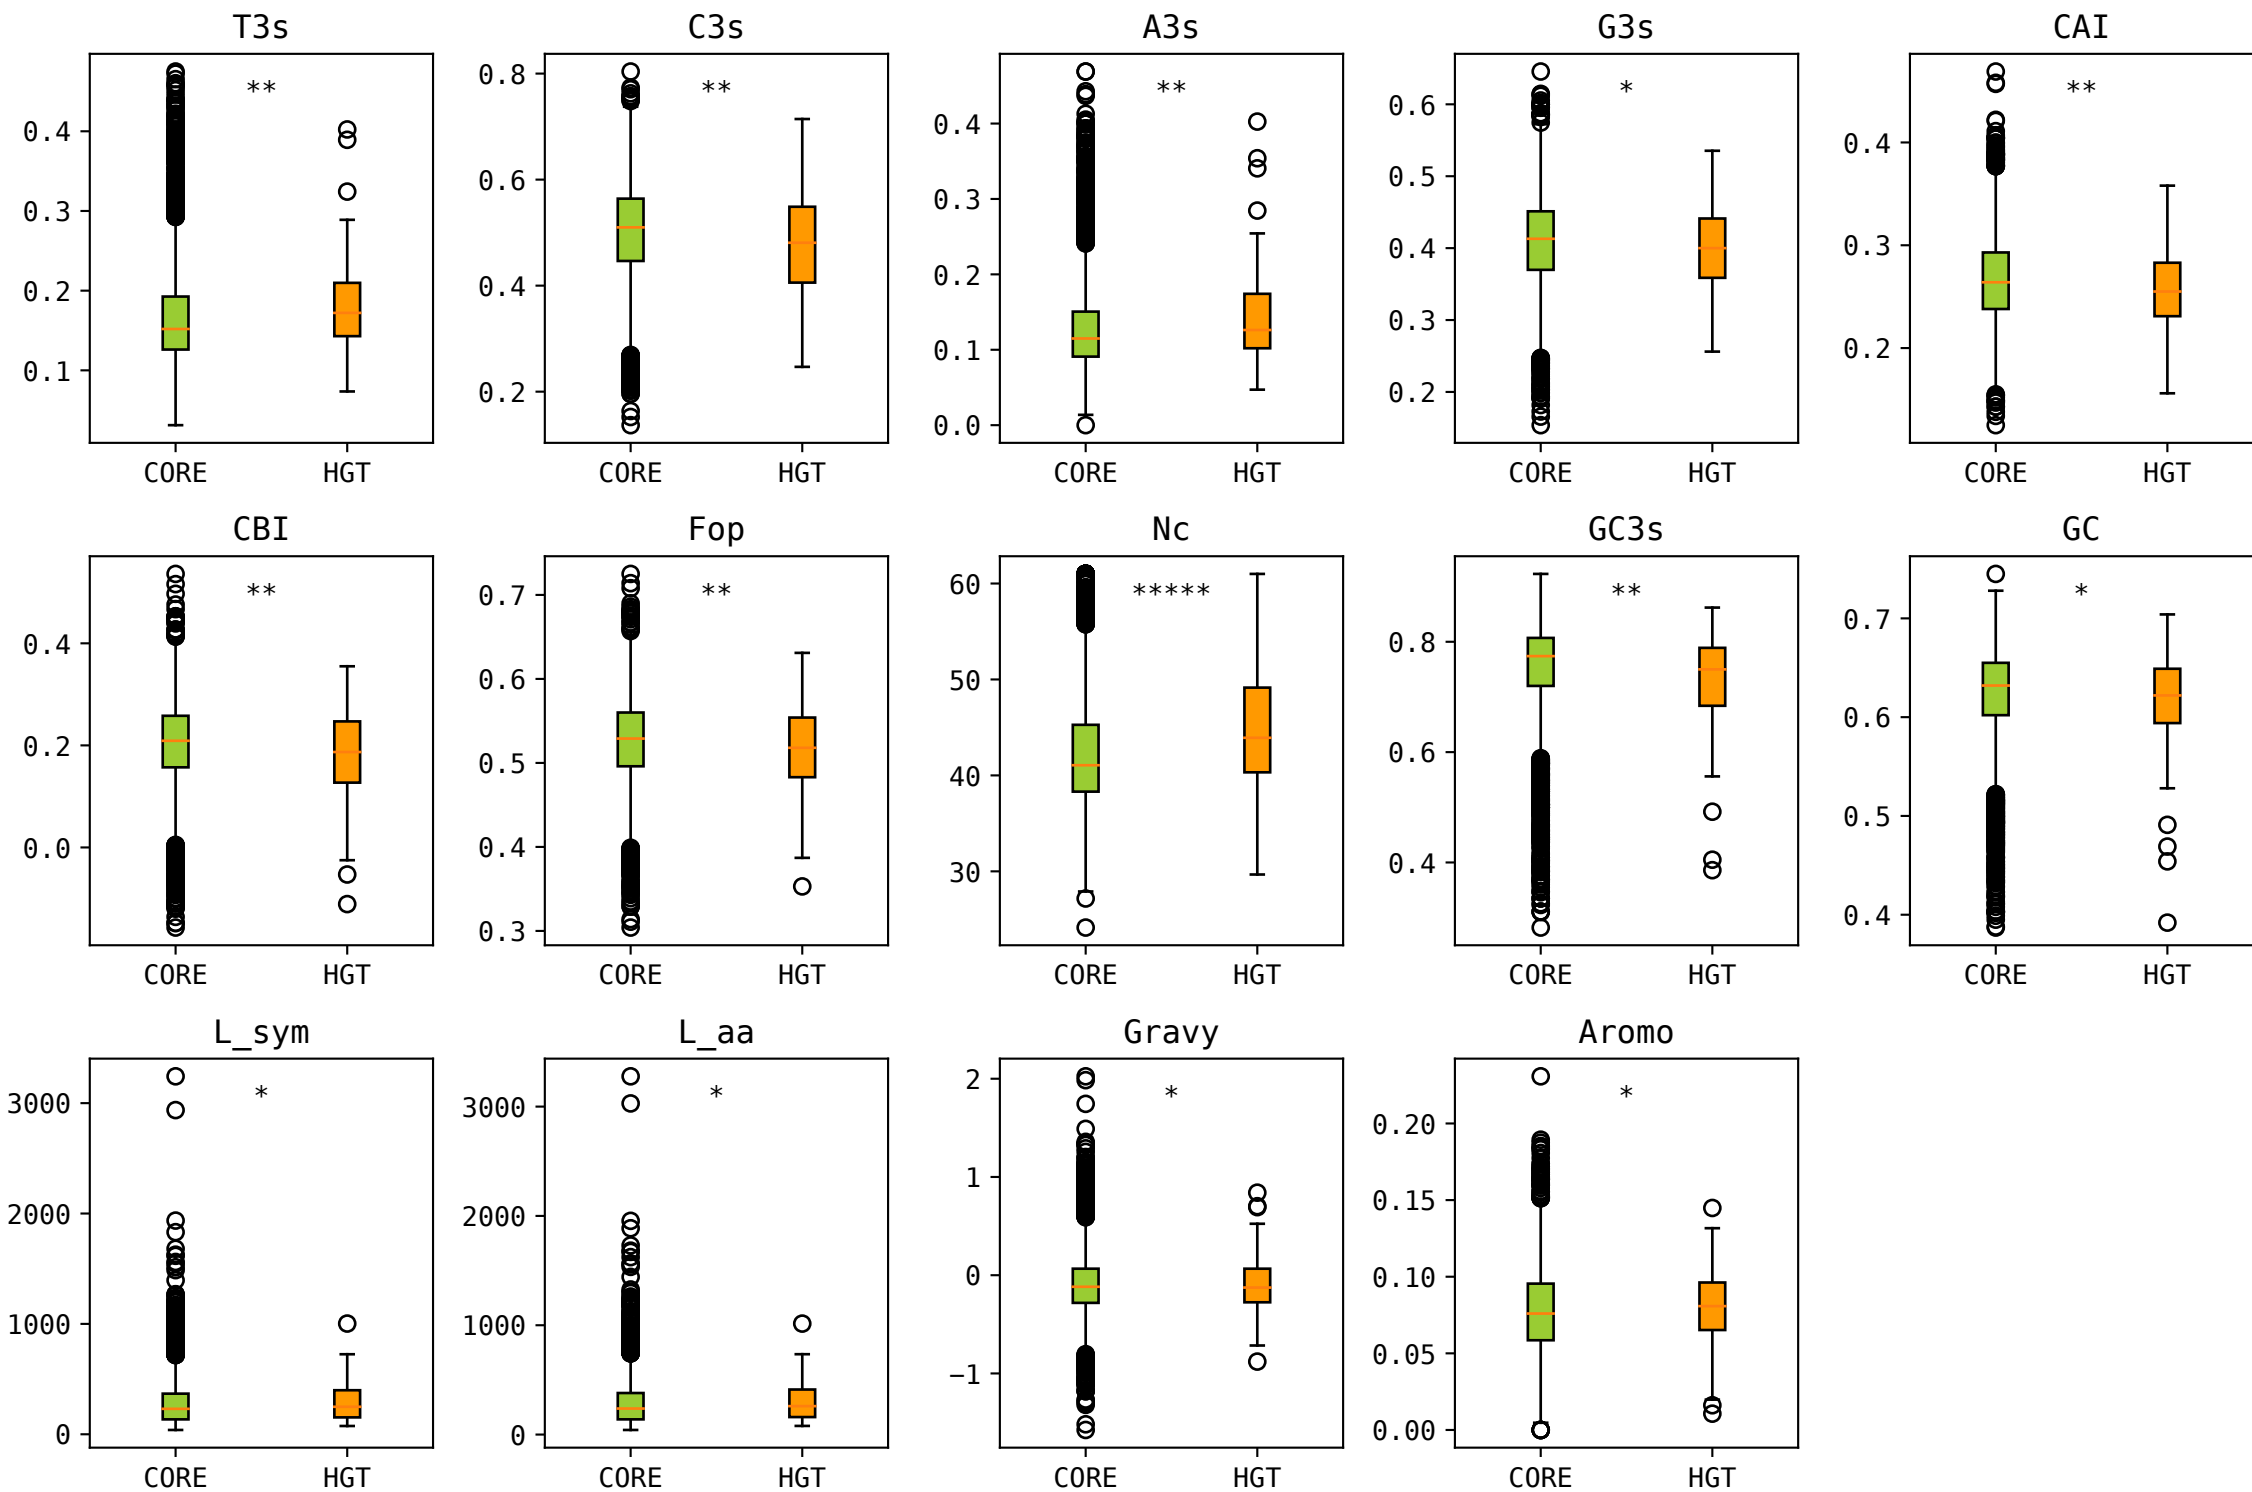 T3s
C3s
A3s
G3s
CAI
**
**
**
*
**
0.4
0.3
0.2
0.1
0.8
0.6
0.4
0.2
0.4
0.3
0.2
0.1
0.0
0.6
0.5
0.4
0.3
0.2
0.4
0.3
0.2
CORE HGT
CORE HGT
CORE HGT
CORE HGT
CORE HGT
CBI
Fop
Nc
GC3s
GC
**
**
*****
**
*
0.4
0.2
0.0
0.7
0.6
0.5
0.4
0.3
60
50
40
30
0.8
0.6
0.4
0.7
0.6
0.5
0.4
CORE HGT
CORE HGT
CORE HGT
CORE HGT
CORE HGT
L_sym
L_aa
Gravy
Aromo
*
*
*
*
3000
2000
1000
0
3000
2000
1000
0
2
1
0
−1
0.20
0.15
0.10
0.05
0.00
CORE HGT
CORE HGT
CORE HGT
CORE HGT